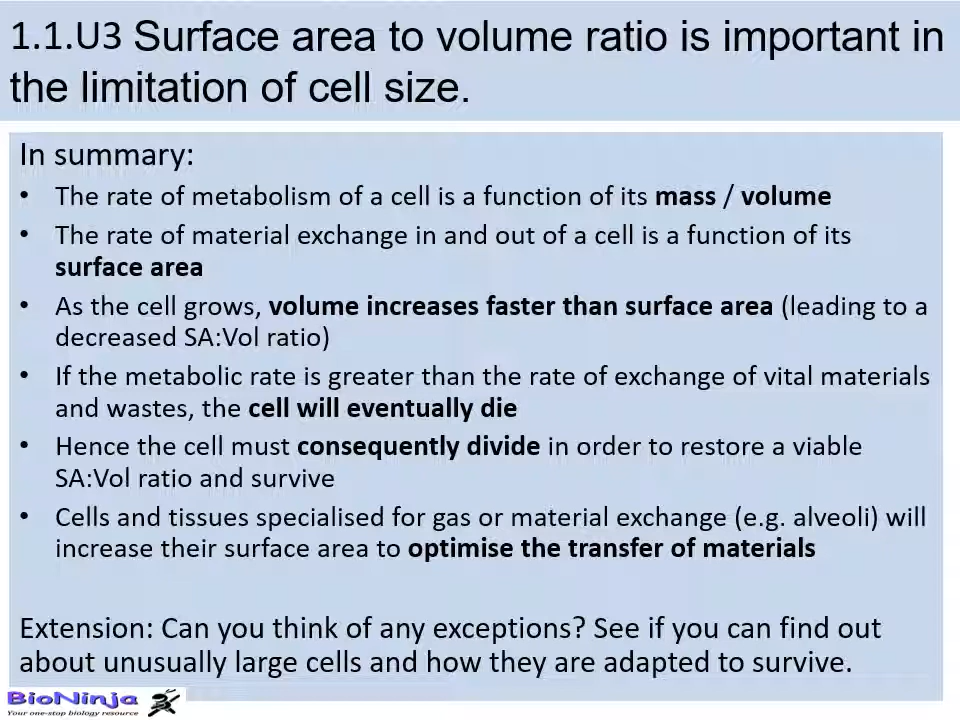 1.1.U3 Surface area to volume ratio is important in
the limitation of cell size.
In summary:
• The rate of metabolism of a cell is a function of its mass / volume
• The rate of material exchange in and out of a cell is a function of its
surface area
• As the cell grows, volume increases faster than surface area (leading to a
decreased SA:Vol ratio)
• If the metabolic rate is greater than the rate of exchange of vital materials
and wastes, the cell will eventually die
• Hence the cell must consequently divide in order to restore a viable
SA:Vol ratio and survive
• Cells and tissues specialised for gas or material exchange (e.g. alveoli) will
increase their surface area to optimise the transfer of materials
Extension: Can you think of any exceptions? See if you can find out
about unusually large cells and how they are adapted to survive.
BioNinja
Your one-stop biology resource